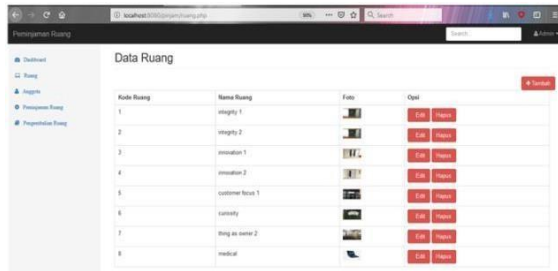 localhost:8080/pinjam/ruang.php
90%
Search
Peminjaman Ruang
Search...
Admin
Dashboard
Ruang
Anggota
Peminjaman Ruang
Pengembalian Ruang
Data Ruang
+ Tambah
Kode Ruang Nama Ruang Foto Opsi
1 integrity 1 Edit Hapus
2 integrity 2 Edit Hapus
3 innovation 1 Edit Hapus
4 innovation 2 Edit Hapus
5 customer focus 1 Edit Hapus
6 curiosity Edit Hapus
7 thing as owner 2 Edit Hapus
8 medical Edit Hapus